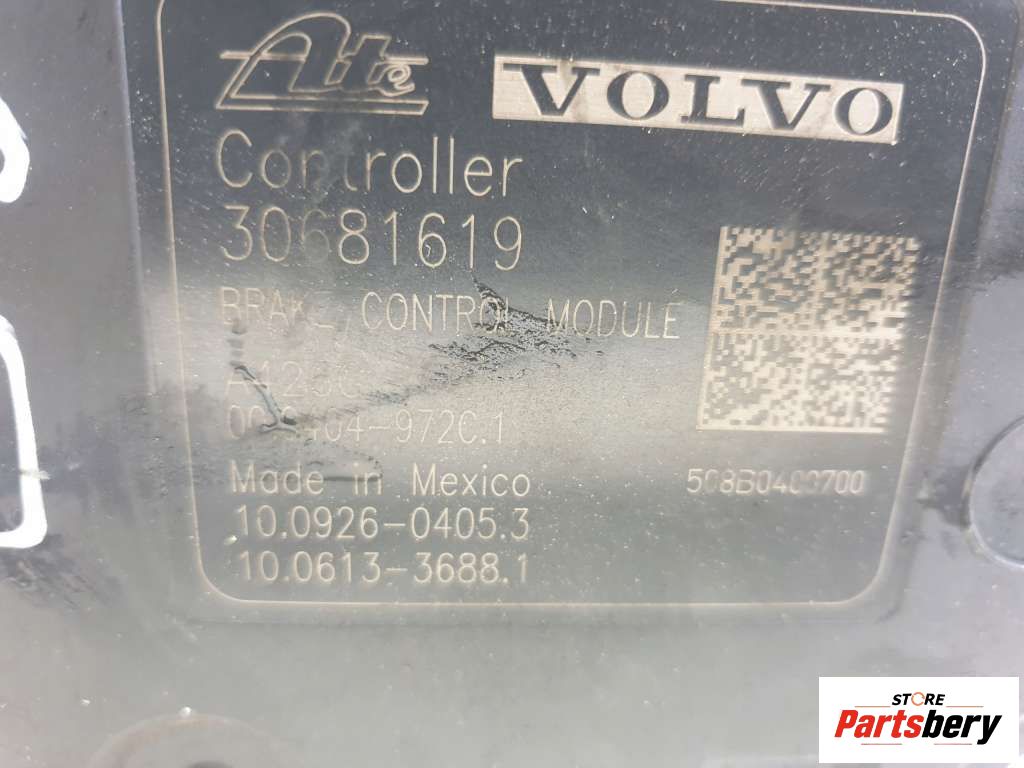 Ate VOLVO
Controller
30681619
BRAKE CONTROL MODULE
Made in Mexico
10.0926-0405.3
10.0613-3688.1
STORE
Partsbery